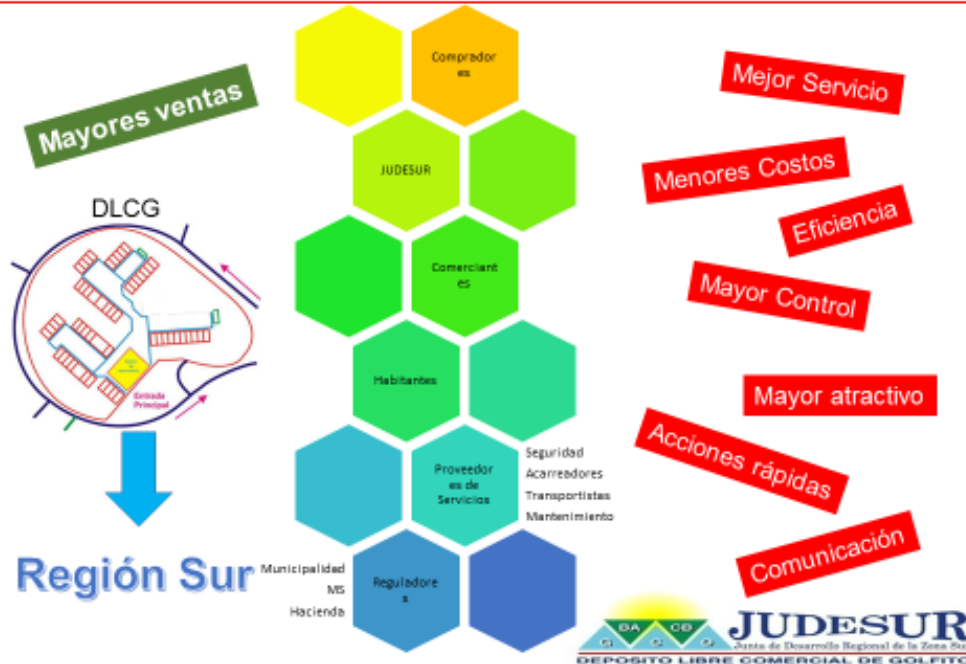 Mayores ventas
DLCG
Entrada
Principal
Región Sur
Comprador
es
JUDESUR
Comerciant
es
Habitantes
Proveedor
es de
Servicios
Seguridad
Acarreadores
Transportistas
Mantenimiento
Municipalidad
MS
Hacienda
Reguladore
s
Mejor Servicio
Menores Costos
Eficiencia
Mayor Control
Mayor atractivo
Acciones rápidas
Comunicación
BA CB
G G G
JUDESUR
Junta de Desarrollo Regional de la Zona Sur
DEPOSITO LIBRE COMERCIAL DE GOLFITO